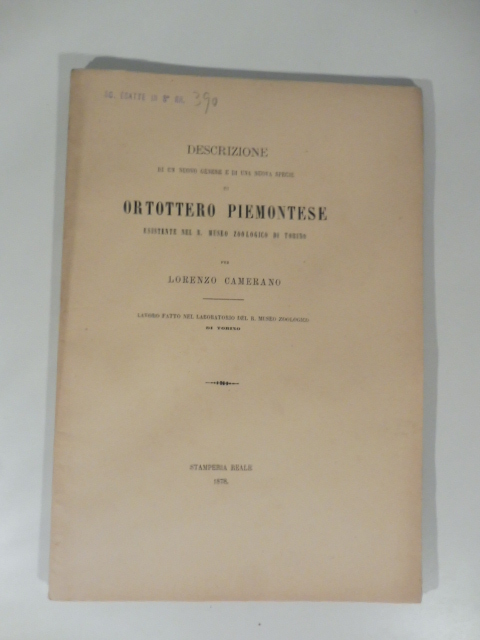 390
DESCRIZIONE
DI UN NUOVO GENERE E DI UNA NUOVA SPECIE
DI
ORTOTTERO PIEMONTESE
ESISTENTE NEL R. MUSEO ZOOLOGICO DI TORINO
PER
LORENZO CAMERANO
LAVORO FATTO NEL LABORATORIO DEL R. MUSEO ZOOLOGICO
DI TORINO
STAMPERIA REALE
1878.